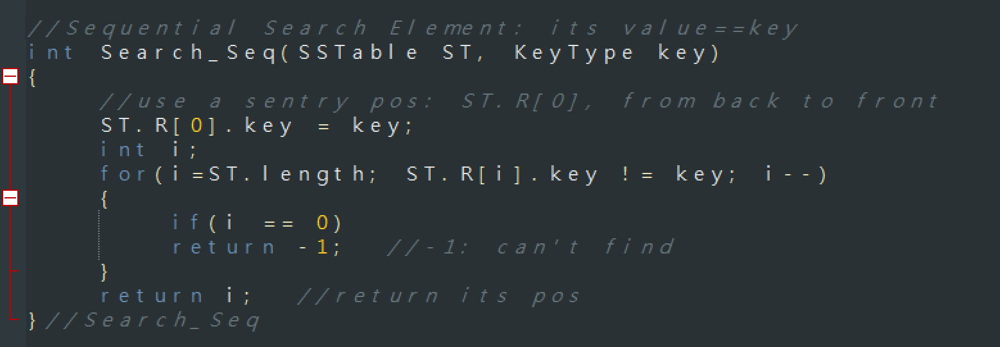 //Sequential Search Element: its value==key
int Search_Seq(SSTable ST, KeyType key)
{
//use a sentry pos: ST.R[0], from back to front
ST.R[0].key = key;
int i;
for(i=ST.length; ST.R[i].key != key; i--)
{
if(i == 0)
return -1; //-1: can't find
}
return i; //return its pos
}//Search_Seq